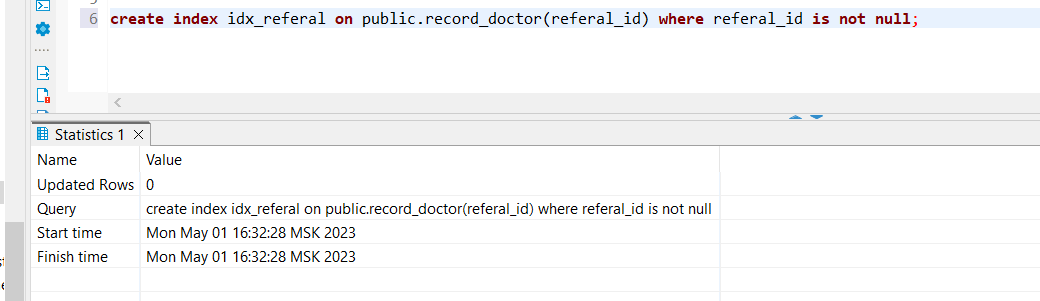 6 create index idx_referal on public.record_doctor(referal_id) where referal_id is not null;
Statistics 1
Name Value
Updated Rows 0
Query create index idx_referal on public.record_doctor(referal_id) where referal_id is not null
Start time Mon May 01 16:32:28 MSK 2023
Finish time Mon May 01 16:32:28 MSK 2023